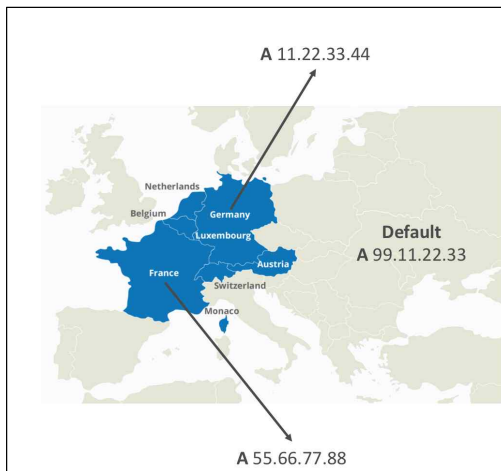 A 11.22.33.44
Netherlands
Belgium
Germany
Luxembourg
Default
A 99.11.22.33
France
Austria
Switzerland
Monaco
A 55.66.77.88